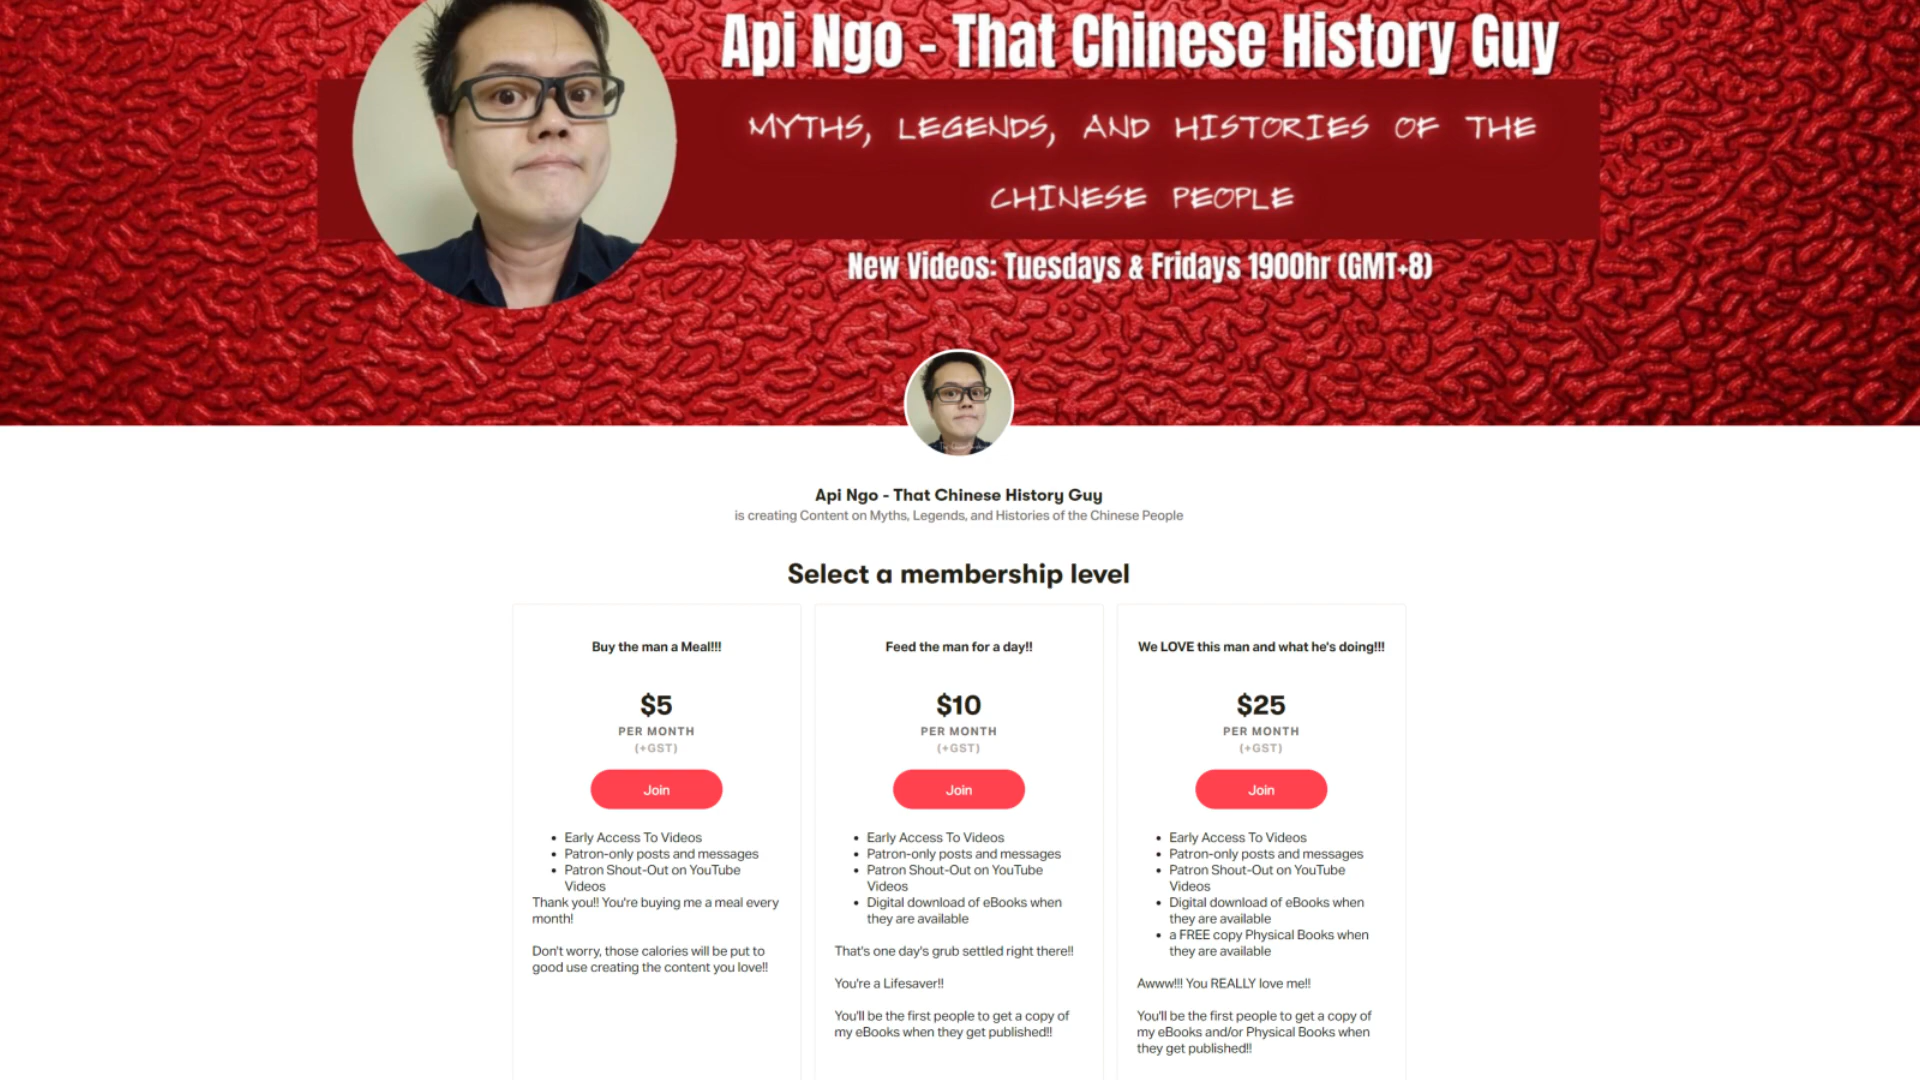 Api Ngo - That Chinese History Guy
MYTHS, LEGENDS, AND HISTORIES OF THE
CHINESE PEOPLE
New Videos: Tuesdays & Fridays 1900hr (GMT+8)
Api Ngo - That Chinese History Guy
is creating Content on Myths, Legends, and Histories of the Chinese People
Select a membership level
Buy the man a Meal!!!
$5
PER MONTH
(+GST)
Join
• Early Access To Videos
• Patron-only posts and messages
• Patron Shout-Out on YouTube
Videos
Thank you!! You're buying me a meal every
month!
Don't worry, those calories will be put to
good use creating the content you love!!
Feed the man for a day!!
$10
PER MONTH
(+GST)
Join
• Early Access To Videos
• Patron-only posts and messages
• Patron Shout-Out on YouTube
Videos
• Digital download of eBooks when
they are available
That's one day's grub settled right there!!
You're a Lifesaver!!
You'll be the first people to get a copy of
my eBooks when they get published!!
We LOVE this man and what he's doing!!!
$25
PER MONTH
(+GST)
Join
• Early Access To Videos
• Patron-only posts and messages
• Patron Shout-Out on YouTube
Videos
• Digital download of eBooks when
they are available
• a FREE copy Physical Books when
they are available
Awww!!! You REALLY love me!!
You'll be the first people to get a copy of
my eBooks and/or Physical Books when
they get published!!